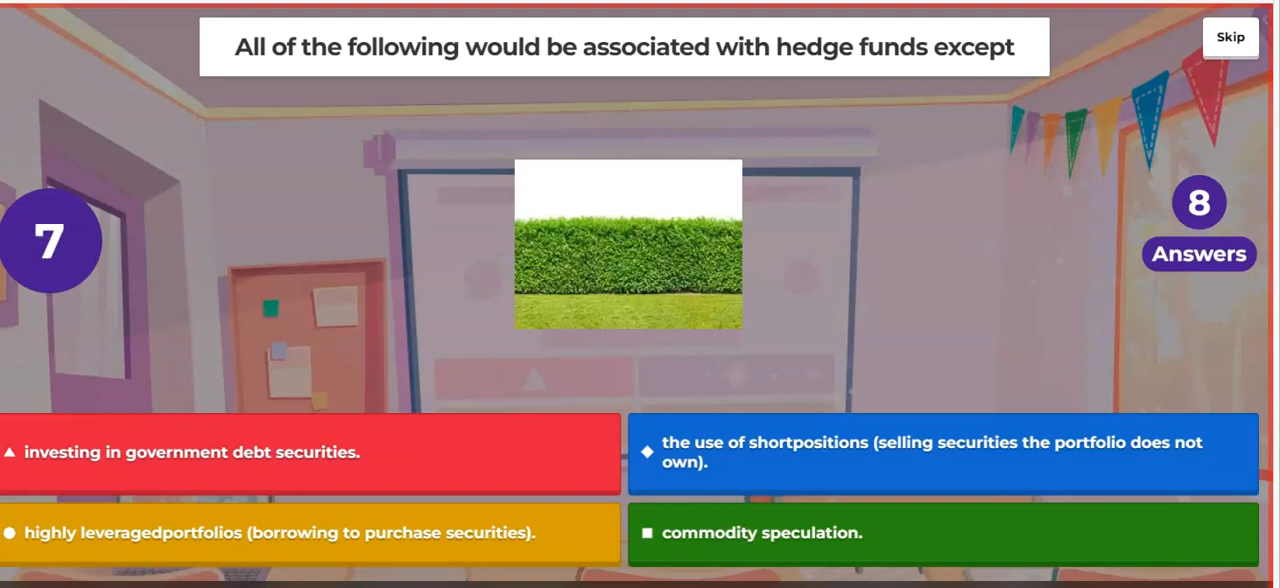 All of the following would be associated with hedge funds except
Skip
7
8
Answers
investing in government debt securities.
the use of shortpositions (selling securities the portfolio does not
own).
highly leveragedportfolios (borrowing to purchase securities).
commodity speculation.